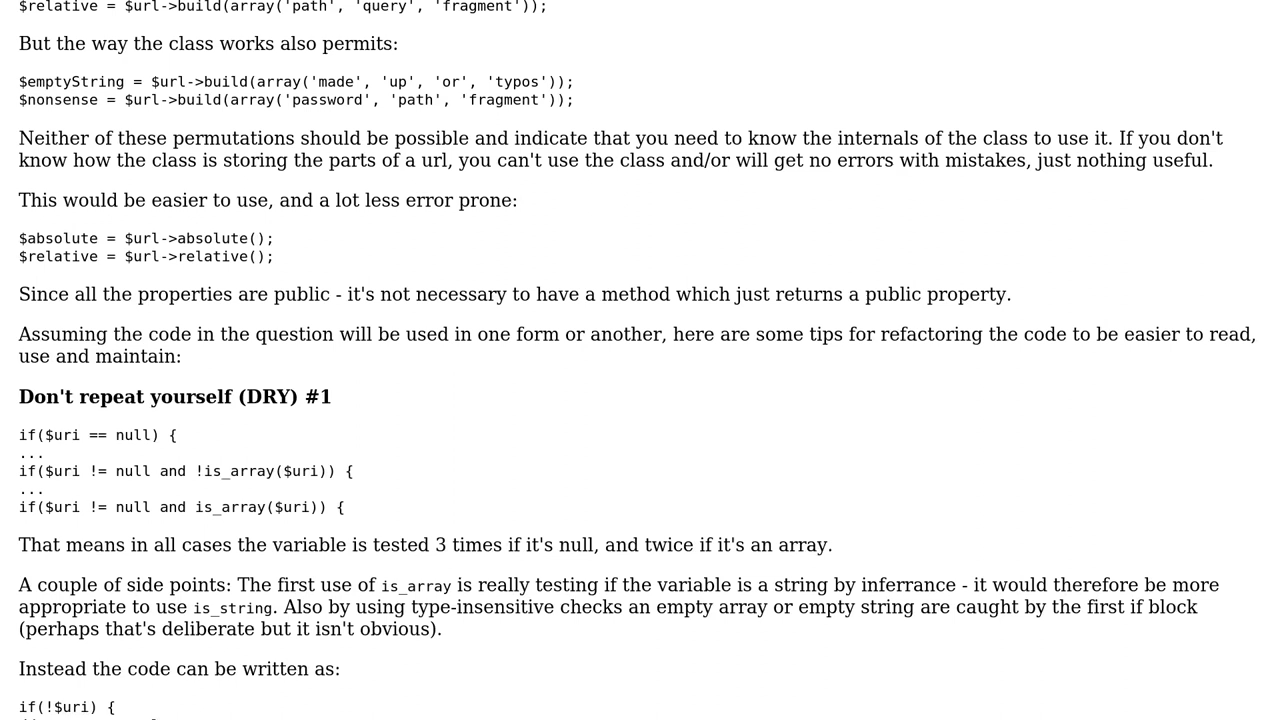 $relative = $url->build(array('path', 'query', 'fragment'));
But the way the class works also permits:
$emptyString = $url->build(array('made', 'up', 'or', 'typos'));
$nonsense = $url->build(array('password', 'path', 'fragment'));
Neither of these permutations should be possible and indicate that you need to know the internals of the class to use it. If you don't
know how the class is storing the parts of a url, you can't use the class and/or will get no errors with mistakes, just nothing useful.
This would be easier to use, and a lot less error prone:
$absolute = $url->absolute();
$relative = $url->relative();
Since all the properties are public - it's not necessary to have a method which just returns a public property.
Assuming the code in the question will be used in one form or another, here are some tips for refactoring the code to be easier to read,
use and maintain:
Don't repeat yourself (DRY) #1
if($uri == null) {
...
if($uri != null and !is_array($uri)) {
...
if($uri != null and is_array($uri)) {
That means in all cases the variable is tested 3 times if it's null, and twice if it's an array.
A couple of side points: The first use of is_array is really testing if the variable is a string by inferrance - it would therefore be more
appropriate to use is_string. Also by using type-insensitive checks an empty array or empty string are caught by the first if block
(perhaps that's deliberate but it isn't obvious).
Instead the code can be written as:
if(!$uri) {